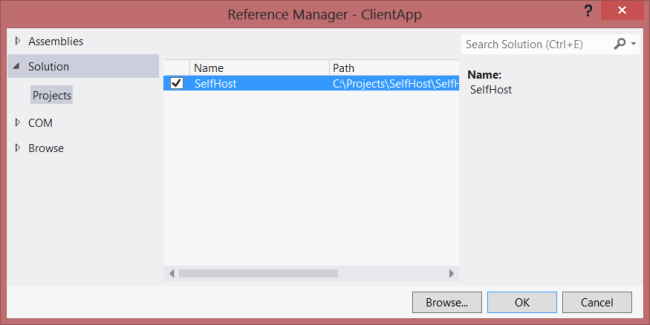 Reference Manager - ClientApp
? ×
Assemblies
Solution
Projects
COM
Browse
Name Path
SelfHost C:\Projects\SelfHost\SelfH
Search Solution (Ctrl+E)
Name:
SelfHost
Browse... OK Cancel